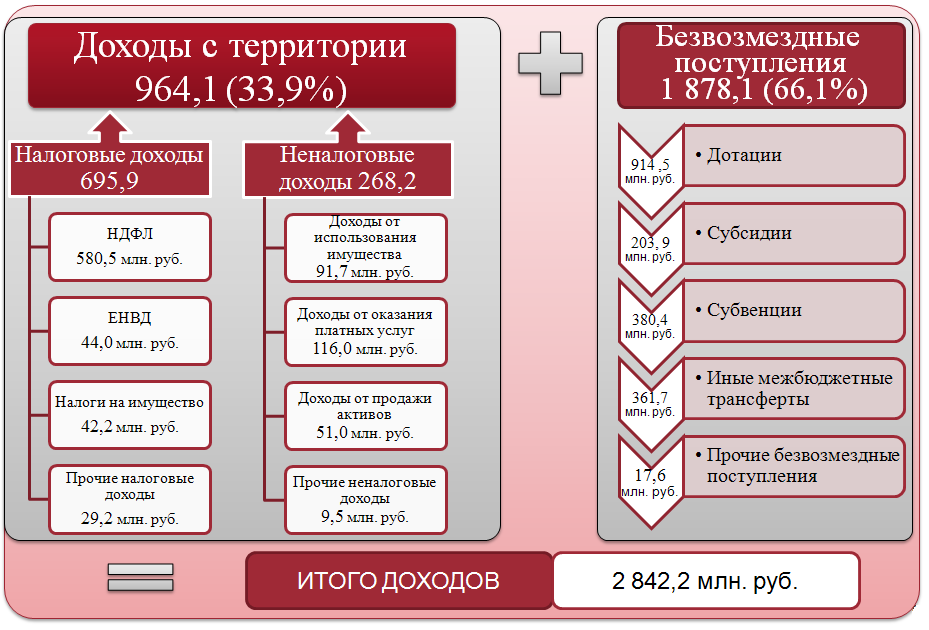 Доходы с территории
964,1 (33,9%)
Налоговые доходы
695,9
НДФЛ
580,5 млн. руб.
ЕНВД
44,0 млн. руб.
Налоги на имущество
42,2 млн. руб.
Прочие налоговые
доходы
29,2 млн. руб.
Неналоговые
доходы 268,2
Доходы от
использования
имущества
91,7 млн. руб.
Доходы от оказания
платных услуг
116,0 млн. руб.
Доходы от продажи
активов
51,0 млн. руб.
Прочие неналоговые
доходы
9,5 млн. руб.
Безвозмездные
поступления
1 878,1 (66,1%)
914 ,5
млн. руб.
• Дотации
203, 9
млн. руб.
• Субсидии
380,4
млн. руб.
• Субвенции
361,7
млн. руб.
• Иные межбюджетные
трансферты
17,6
млн. руб.
• Прочие безвозмездные
поступления
ИТОГО ДОХОДОВ
2 842,2 млн. руб.